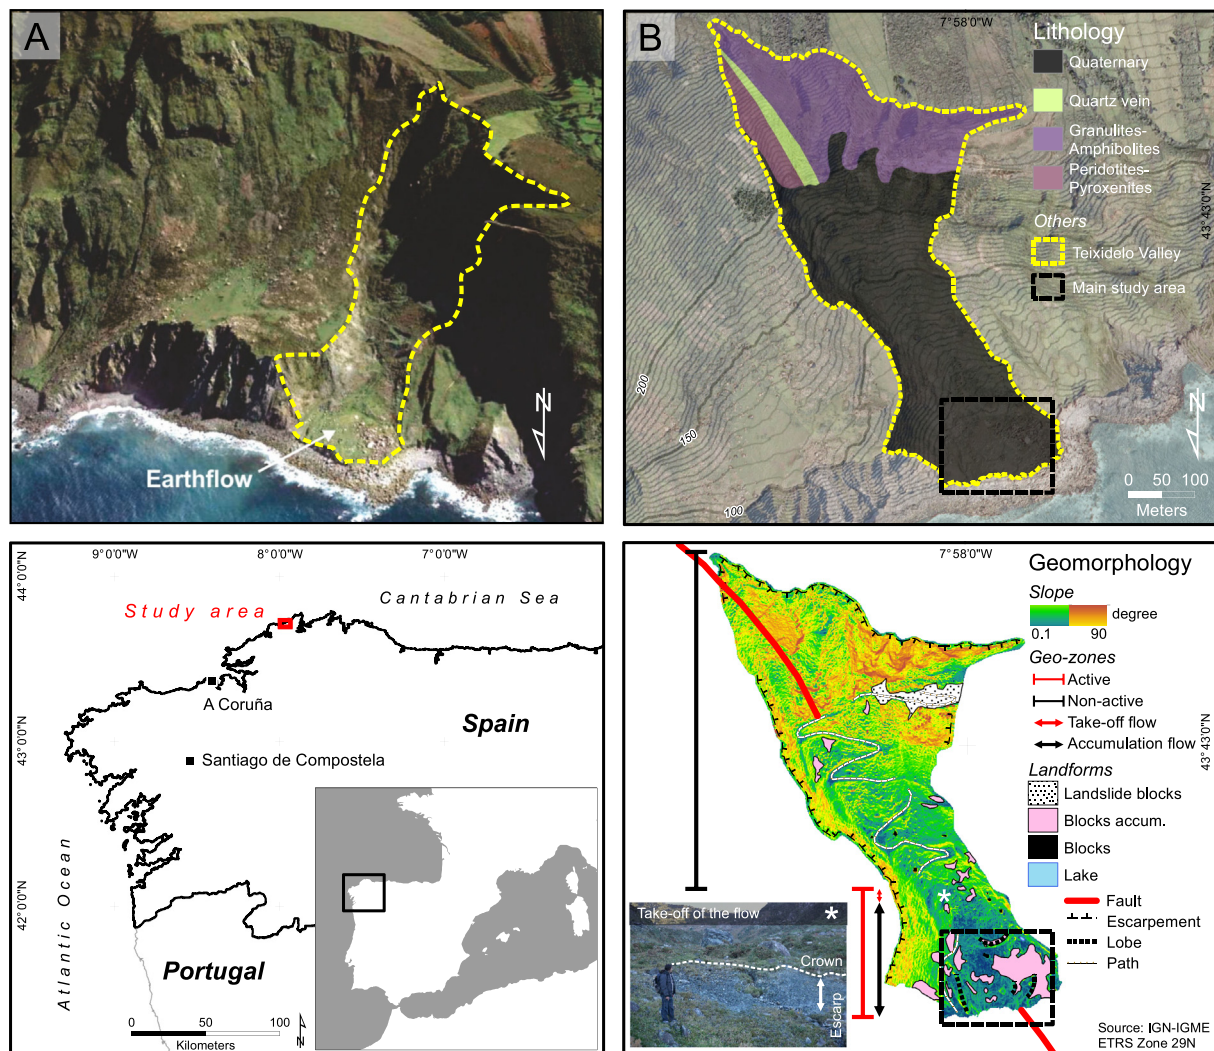 A
N
Earthflow
B
7°58'0"W
Lithology
Quaternary
Quartz vein
Granulites-
Amphibolites
Peridotites-
Pyroxenites
43°43'0"N
Others
Teixidelo Valley
Main study area
200
150
100
N
0 50 100
Meters
9°0'0"W
8°0'0"W
7°0'0"W
44°0'0"N
43°0'0"N
42°0'0"N
Study area
Cantabrian Sea
A Coruña
Spain
Santiago de Compostela
Atlantic Ocean
Portugal
0 50 100
Kilometers
N
7°58'0"W
Geomorphology
Slope
degree
0.1 90
Geo-zones
Active
Non-active
Take-off flow
Accumulation flow
43°43'0"N
Landforms
Landslide blocks
Blocks accum.
Blocks
Lake
Fault
Escarpement
Lobe
Path
*
Take-off of the flow *
Crown
Escarp
Source: IGN-IGME
ETRS Zone 29N